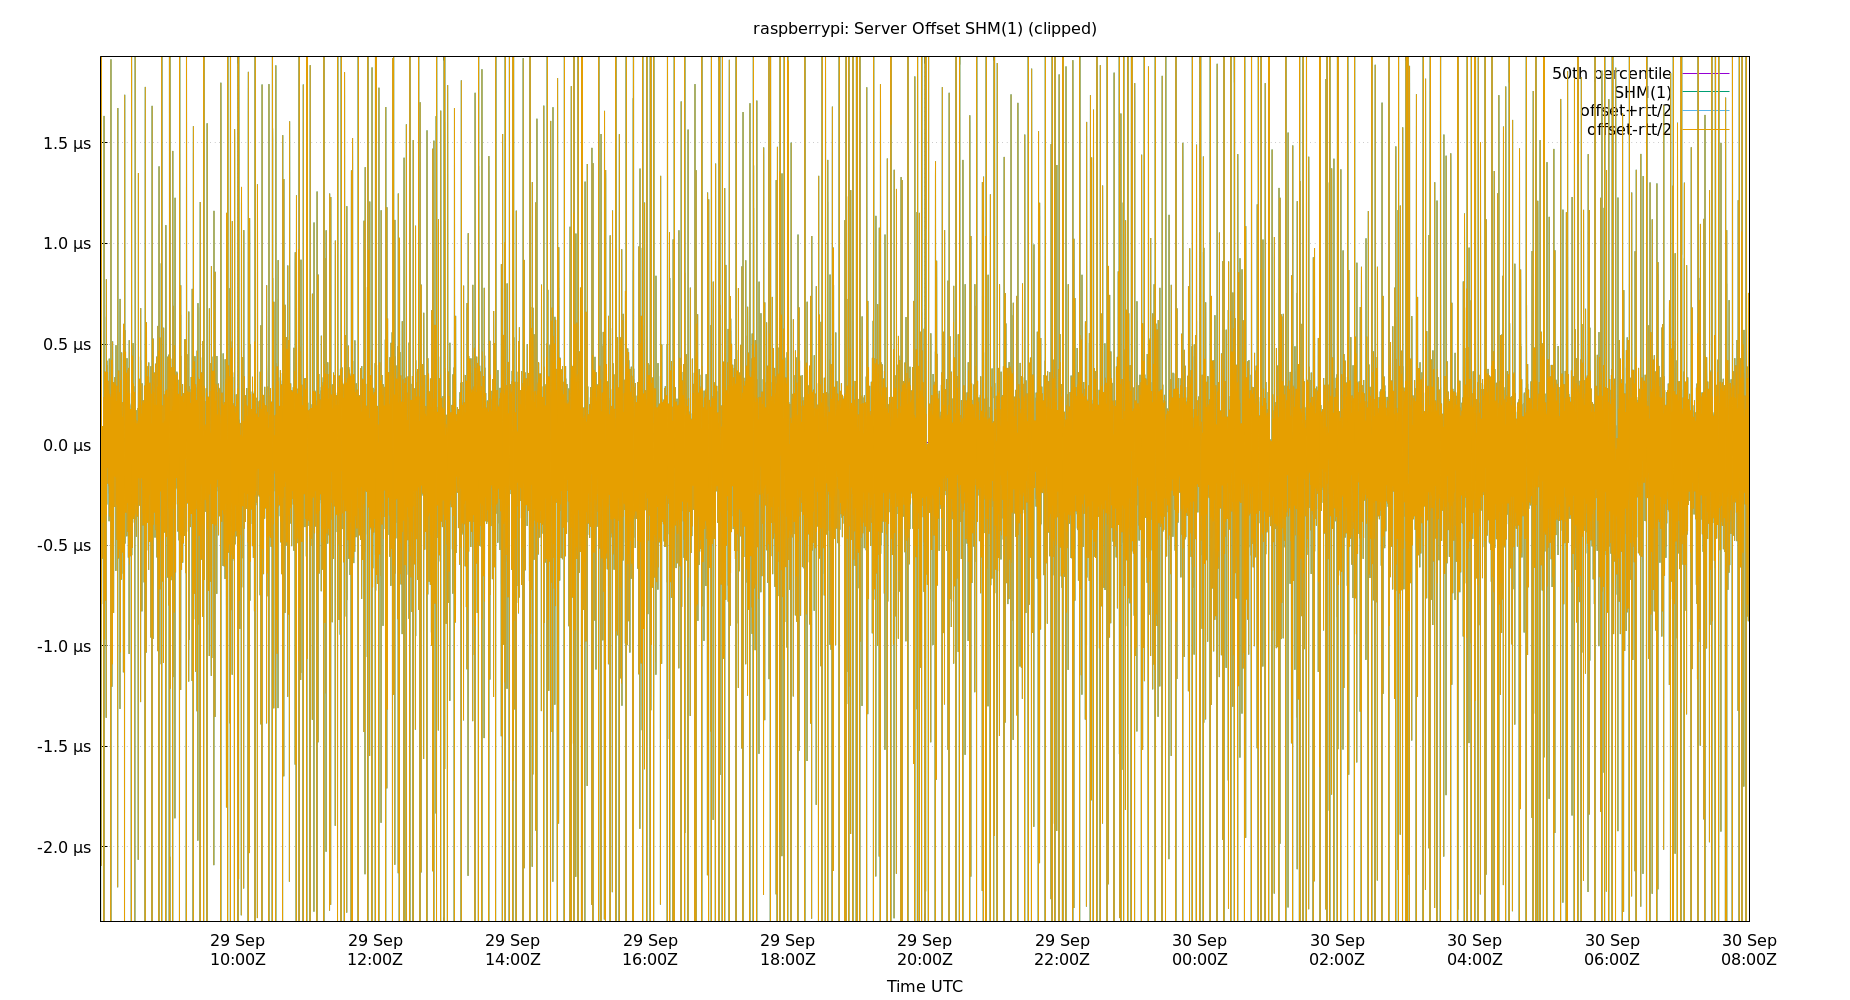 raspberrypi: Server Offset SHM(1) (clipped)
50th percentile
SHM(1)
offset+rtt/2
offset-rtt/2
1.5 µs
1.0 µs
0.5 µs
0.0 µs
-0.5 µs
-1.0 µs
-1.5 µs
-2.0 µs
29 Sep 29 Sep 29 Sep 29 Sep 29 Sep 29 Sep 29 Sep 30 Sep 30 Sep 30 Sep 30 Sep 30 Sep
10:00Z 12:00Z 14:00Z 16:00Z 18:00Z 20:00Z 22:00Z 00:00Z 02:00Z 04:00Z 06:00Z 08:00Z
Time UTC